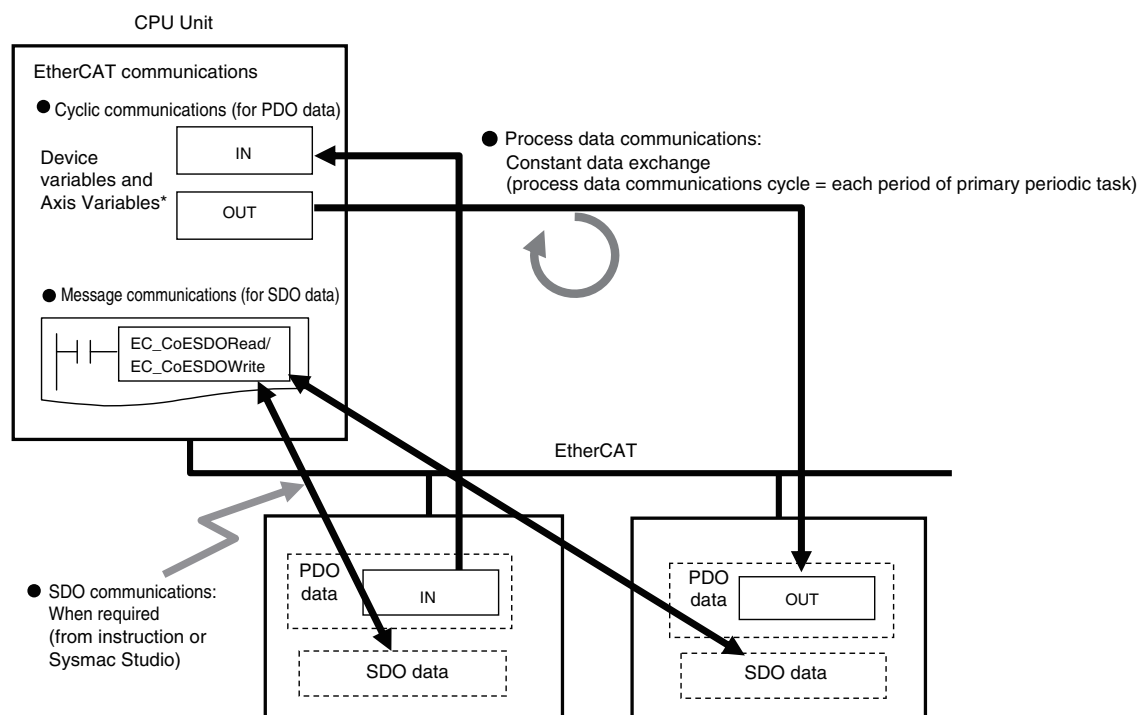 CPU Unit
EtherCAT communications
● Cyclic communications (for PDO data)
IN
Device
variables and
Axis Variables*
OUT
● Process data communications:
Constant data exchange
(process data communications cycle = each period of primary periodic task)
● Message communications (for SDO data)
EC_CoESDORead/
EC_CoESDOWrite
EtherCAT
● SDO communications:
When required
(from instruction or
Sysmac Studio)
PDO
data
IN
SDO data
PDO
data
OUT
SDO data